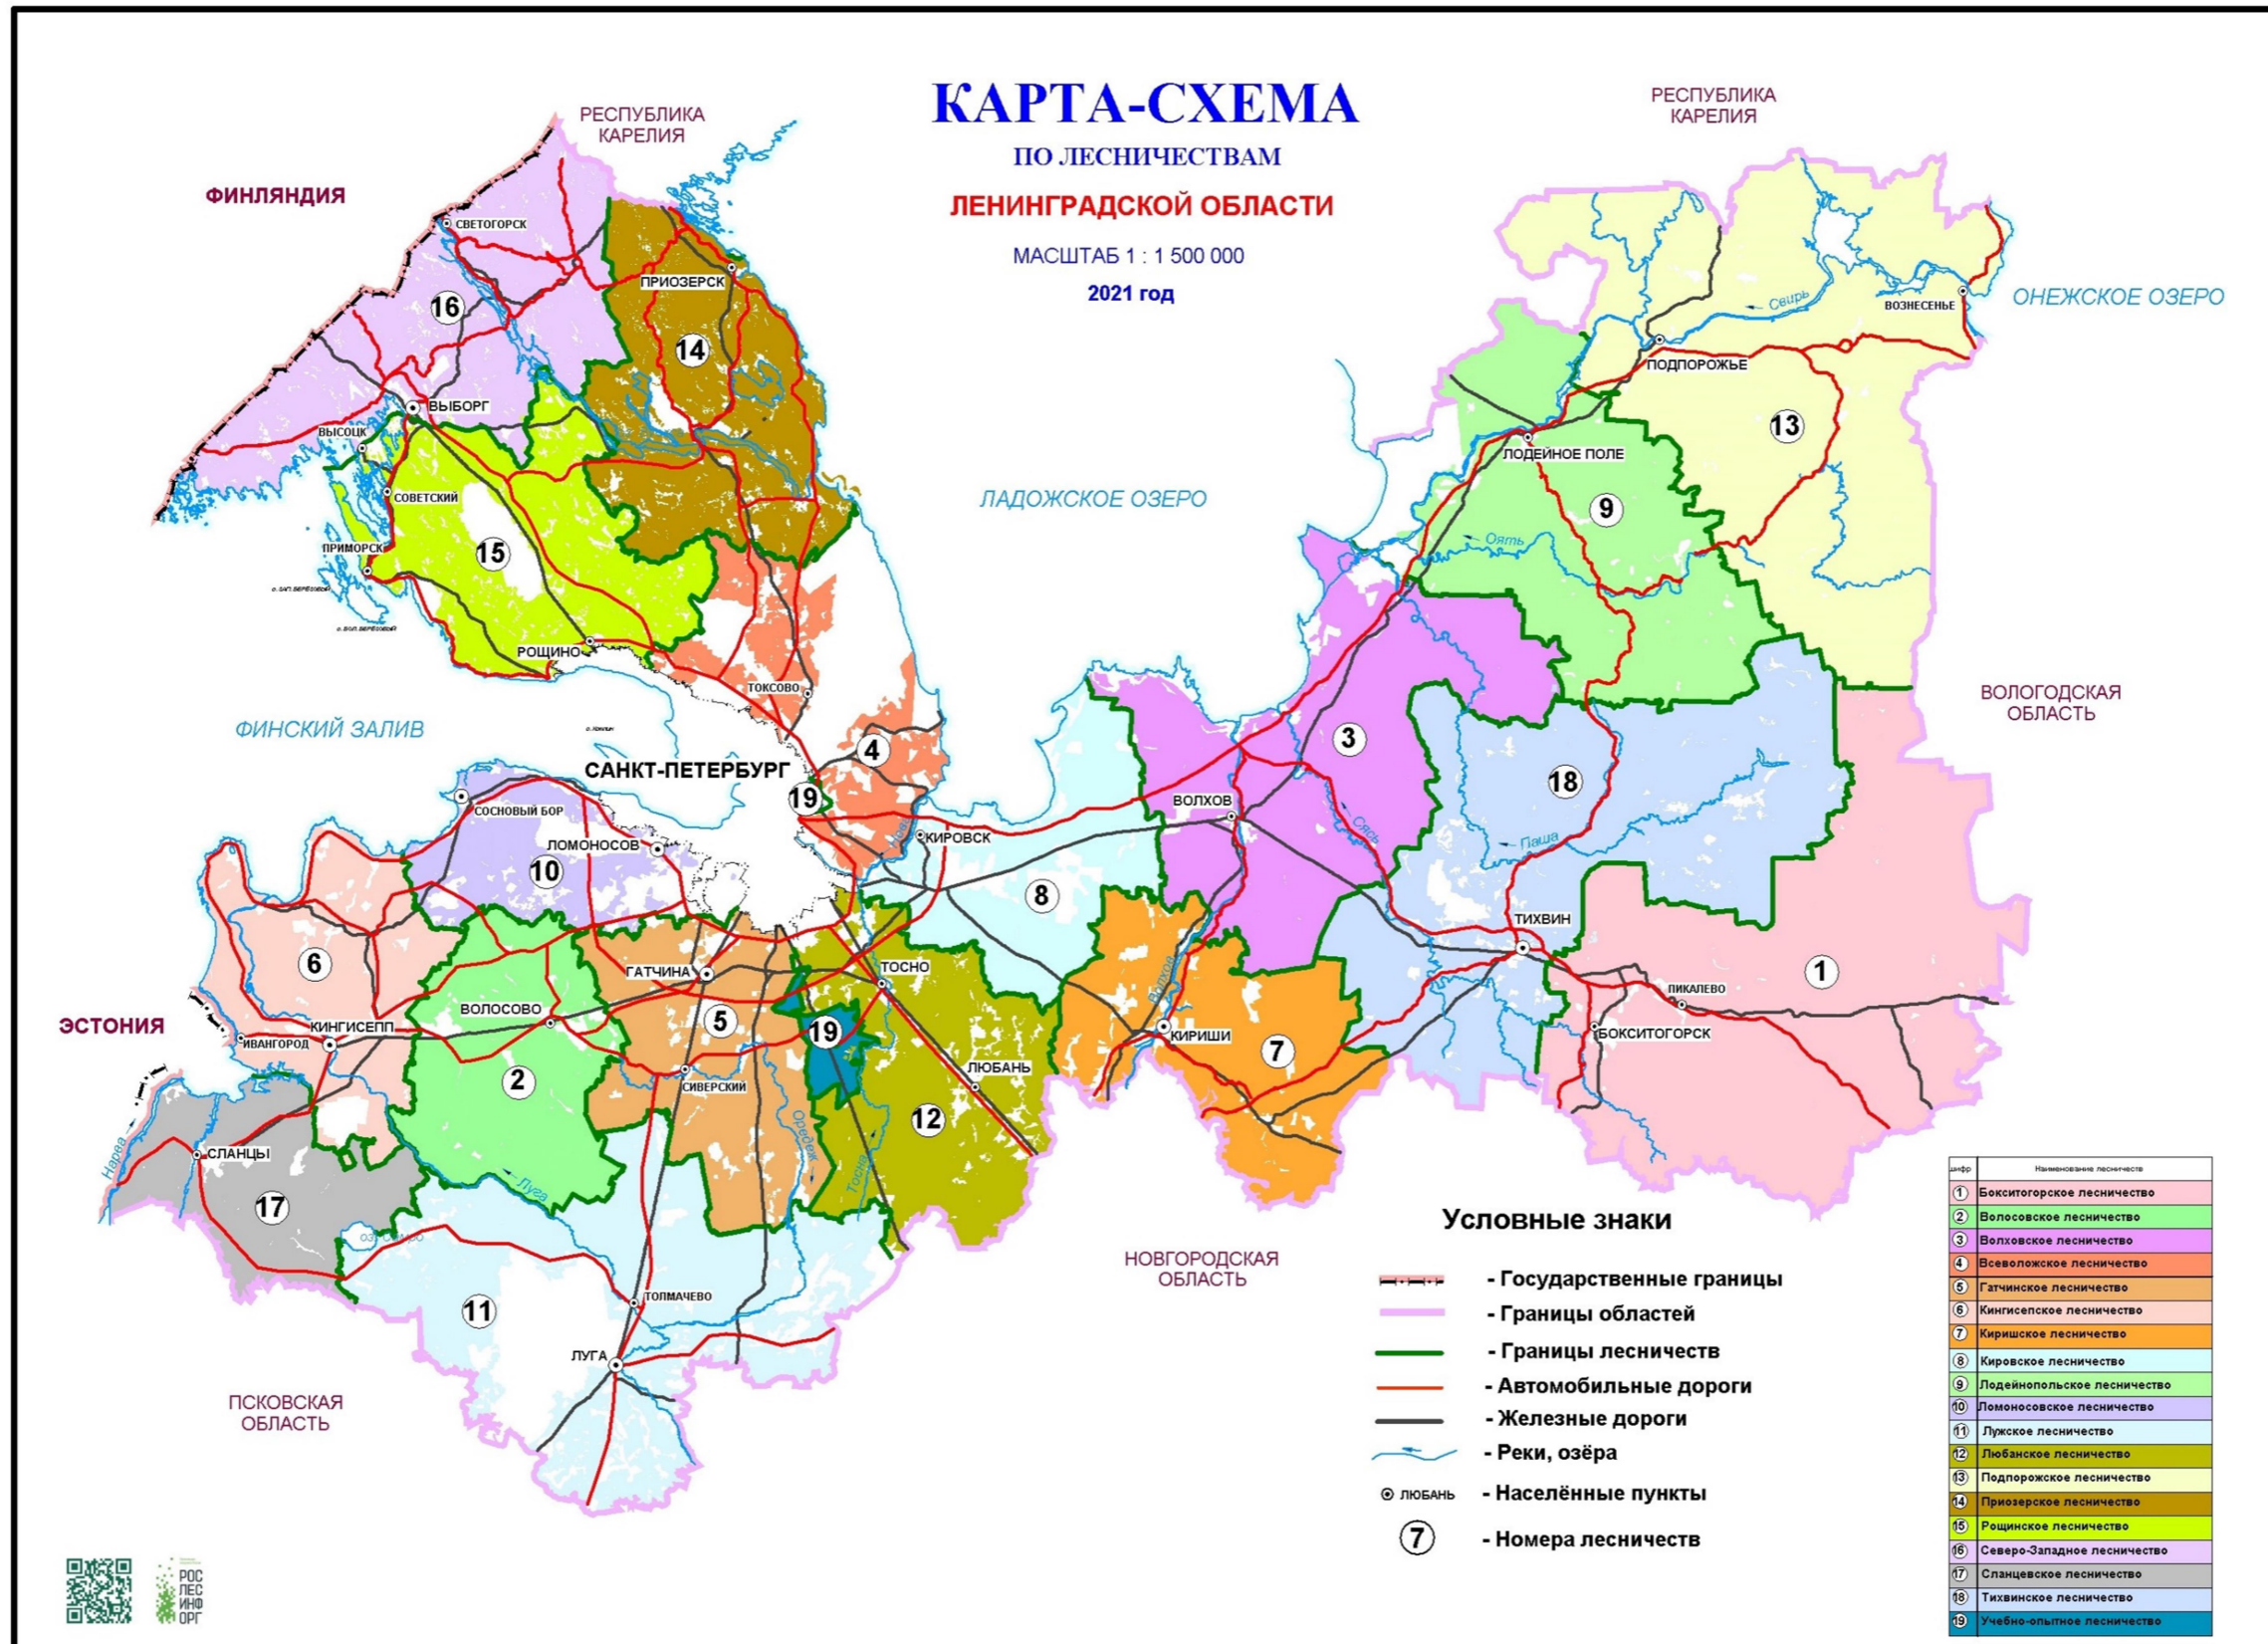 КАРТА-СХЕМА
ПО ЛЕСНИЧЕСТВАМ
ЛЕНИНГРАДСКОЙ ОБЛАСТИ
МАСШТАБ 1 : 1 500 000
2021 год
РЕСПУБЛИКА
КАРЕЛИЯ
РЕСПУБЛИКА
КАРЕЛИЯ
ФИНЛЯНДИЯ
СВЕТОГОРСК
16
ПРИОЗЕРСК
14
ВЫБОРГ
ВЫСОЦК
СОВЕТСКИЙ
ПРИМОРСК
15
РОЩИНО
ТОКСОВО
ФИНСКИЙ ЗАЛИВ
ЛАДОЖСКОЕ ОЗЕРО
ОНЕЖСКОЕ ОЗЕРО
Свирь
ВОЗНЕСЕНЬЕ
ПОДПОРОЖЬЕ
13
ЛОДЕЙНОЕ ПОЛЕ
9
Оять
ВОЛОГОДСКАЯ
ОБЛАСТЬ
САНКТ-ПЕТЕРБУРГ
4
19
3
18
СОСНОВЫЙ БОР
ЛОМОНОСОВ
10
КИРОВСК
ВОЛХОВ
Сясь
Паша
8
ТИХВИН
6
ГАТЧИНА
ТОСНО
Волхов
1
ПИКАЛЕВО
ВОЛОСОВО
5
19
ЭСТОНИЯ
КИНГИСЕПП
ИВАНГОРОД
КИРИШИ
7
БОКСИТОГОРСК
2
СИВЕРСКИЙ
ЛЮБАНЬ
12
Оредеж
Тосна
Нарва
СЛАНЦЫ
17
Луга
11
ТОЛМАЧЕВО
ЛУГА
НОВГОРОДСКАЯ
ОБЛАСТЬ
ПСКОВСКАЯ
ОБЛАСТЬ
Условные знаки
- Государственные границы
- Границы областей
- Границы лесничеств
- Автомобильные дороги
- Железные дороги
- Реки, озёра
ЛЮБАНЬ - Населённые пункты
7 - Номера лесничеств
шифр Наименование лесничеств
1 Бокситогорское лесничество
2 Волосовское лесничество
3 Волховское лесничество
4 Всеволожское лесничество
5 Гатчинское лесничество
6 Кингисепское лесничество
7 Киришское лесничество
8 Кировское лесничество
9 Лодейнопольское лесничество
10 Ломоносовское лесничество
11 Лужское лесничество
12 Любанское лесничество
13 Подпорожское лесничество
14 Приозерское лесничество
15 Рощинское лесничество
16 Северо-Западное лесничество
17 Сланцевское лесничество
18 Тихвинское лесничество
19 Учебно-опытное лесничество
РОС
ЛЕС
ИНФ
ОРГ